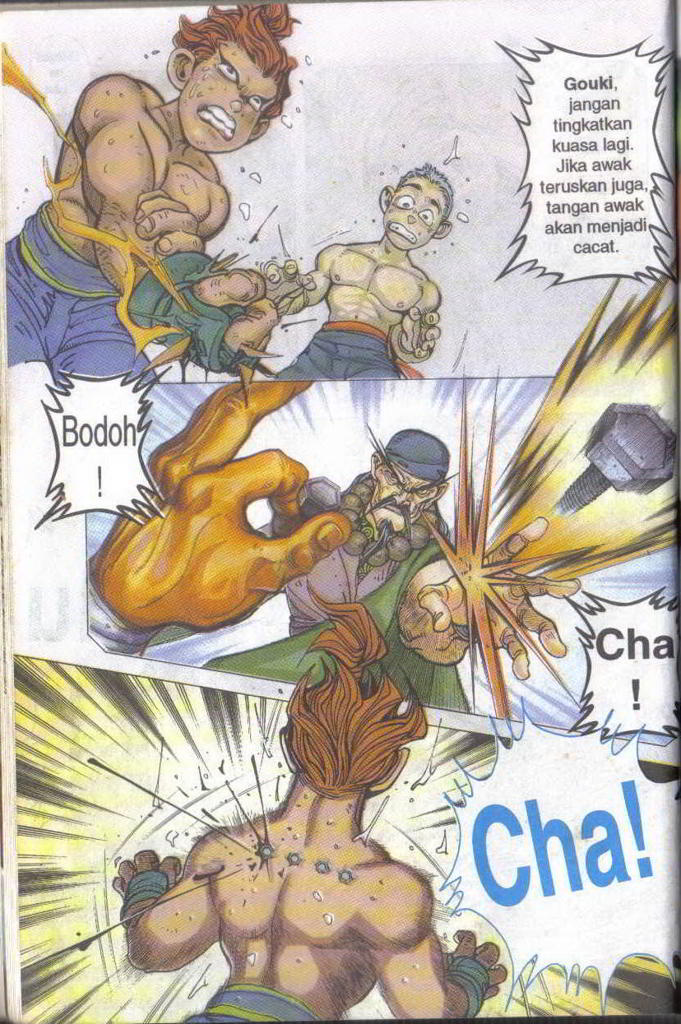 Gouki,
jangan
tingkatkan
kuasa lagi.
Jika awak
teruskan juga,
tangan awak
akan menjadi
cacat.
Bodoh
!
Cha
!
Cha!